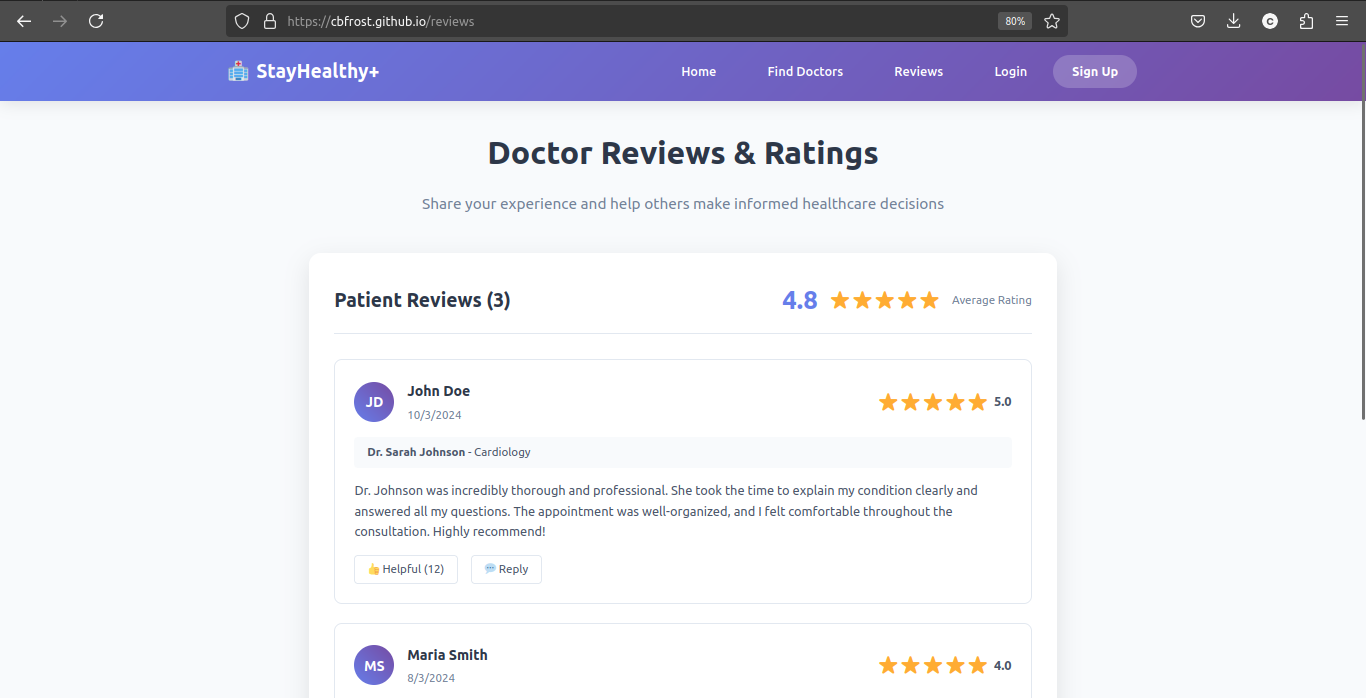 https://cbfrost.github.io/reviews
80%
C
StayHealthy+
Home
Find Doctors
Reviews
Login
Sign Up
Doctor Reviews & Ratings
Share your experience and help others make informed healthcare decisions
Patient Reviews (3)
4.8
Average Rating
JD
John Doe
10/3/2024
5.0
Dr. Sarah Johnson - Cardiology
Dr. Johnson was incredibly thorough and professional. She took the time to explain my condition clearly and
answered all my questions. The appointment was well-organized, and I felt comfortable throughout the
consultation. Highly recommend!
Helpful (12)
Reply
MS
Maria Smith
8/3/2024
4.0